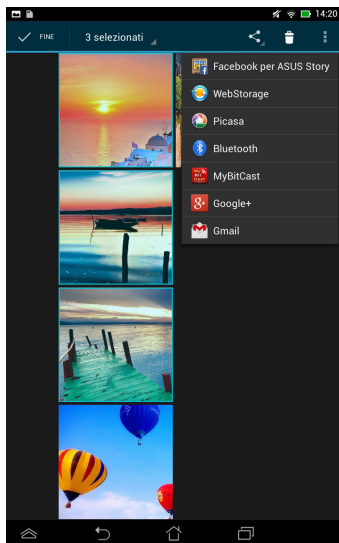 14:20
FINE
3 selezionati
Facebook per ASUS Story
WebStorage
Picasa
Bluetooth
MyBitCast
Google+
Gmail